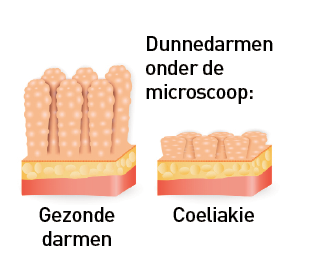 Dunnedarmen
onder de
microscoop:
Gezonde
darmen
Coeliakie